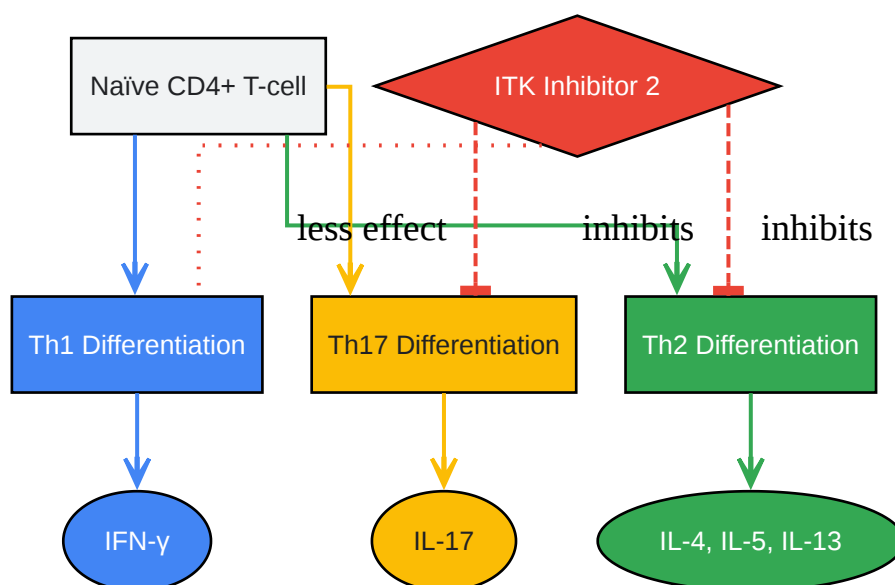 Naïve CD4+ T-cell
ITK Inhibitor 2
less effect
inhibits
inhibits
Th1 Differentiation
Th17 Differentiation
Th2 Differentiation
IFN-γ
IL-17
IL-4, IL-5, IL-13